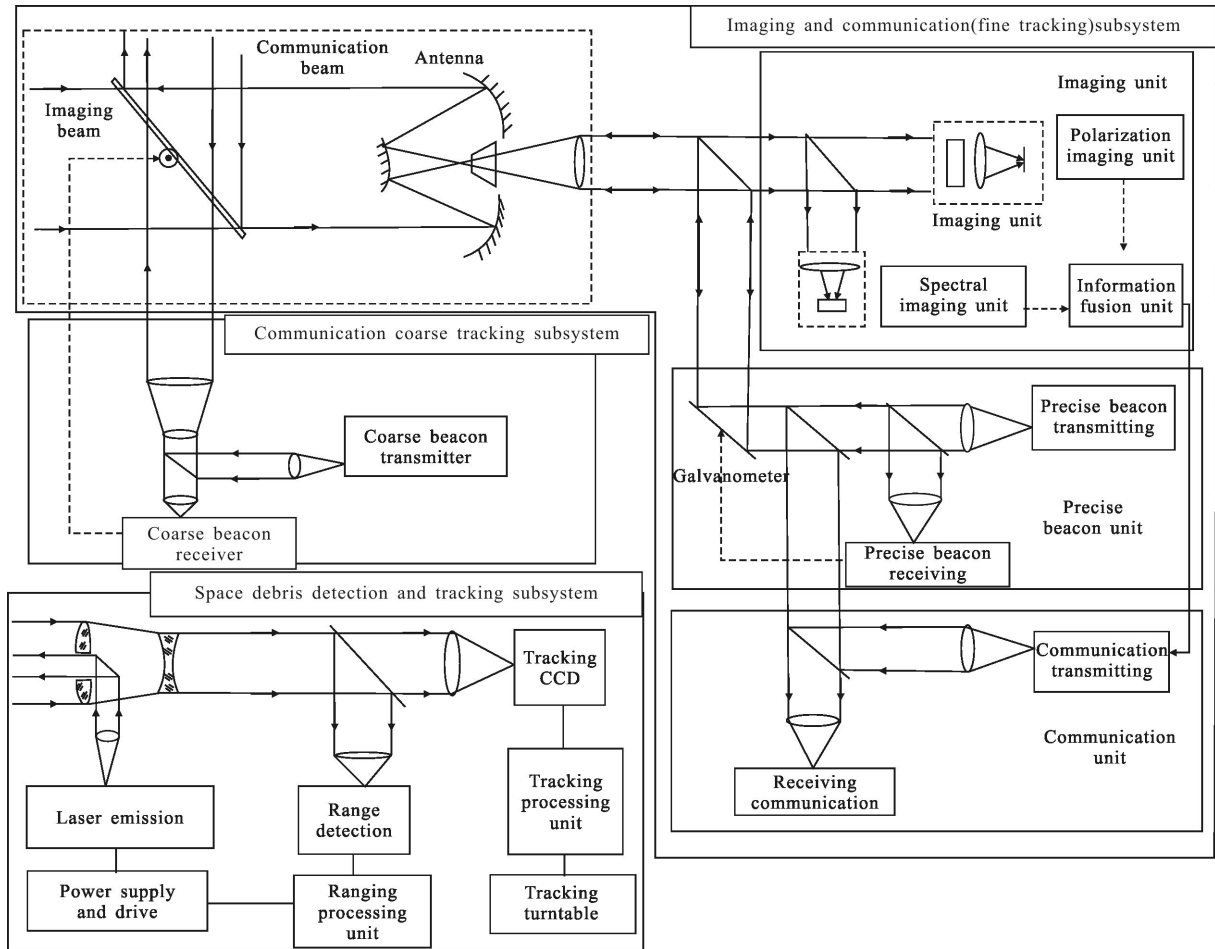 Imaging and communication(fine tracking)subsystem
Communication
beam
Antenna
Imaging
beam
Imaging unit
Polarization
imaging unit
Imaging unit
Spectral
imaging unit
Information
fusion unit
Communication coarse tracking subsystem
Coarse beacon
transmitter
Coarse beacon
receiver
Precise beacon
transmitting
Galvanometer
Precise
beacon unit
Precise beacon
receiving
Space debris detection and tracking subsystem
Tracking
CCD
Communication
transmitting
Communication
unit
Receiving
communication
Laser emission
Range
detection
Tracking
processing
unit
Power supply
and drive
Ranging
processing
unit
Tracking
turntable